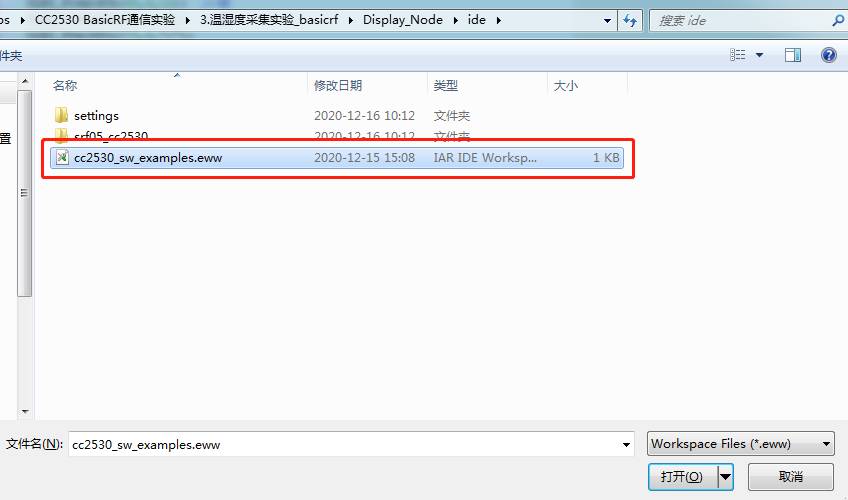 os ▸ CC2530 BasicRF通信实验 ▸ 3.温湿度采集实验_basicrf ▸ Display_Node ▸ ide ▸ 搜索 ide
件夹
名称 修改日期 类型 大小
settings 2020-12-16 10:12 文件夹
srf05_cc2530 2020-12-16 10:12 文件夹
置
cc2530_sw_examples.eww 2020-12-15 15:08 IAR IDE Worksp... 1 KB
文件名(N): cc2530_sw_examples.eww Workspace Files (*.eww)
打开(O) 取消